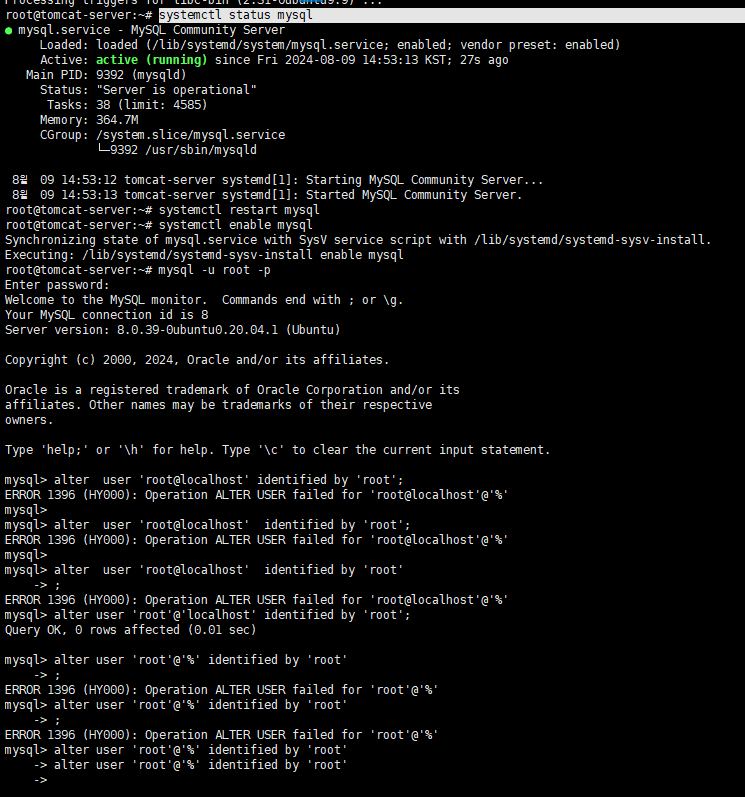 Processing triggers for libc-bin (2.31-0ubuntu9.9) ...
root@tomcat-server:~# systemctl status mysql
● mysql.service - MySQL Community Server
     Loaded: loaded (/lib/systemd/system/mysql.service; enabled; vendor preset: enabled)
     Active: active (running) since Fri 2024-08-09 14:53:13 KST; 27s ago
   Main PID: 9392 (mysqld)
     Status: "Server is operational"
      Tasks: 38 (limit: 4585)
     Memory: 364.7M
     CGroup: /system.slice/mysql.service
             └─9392 /usr/sbin/mysqld

 8월  09 14:53:12 tomcat-server systemd[1]: Starting MySQL Community Server...
 8월  09 14:53:13 tomcat-server systemd[1]: Started MySQL Community Server.
root@tomcat-server:~# systemctl restart mysql
root@tomcat-server:~# systemctl enable mysql
Synchronizing state of mysql.service with SysV service script with /lib/systemd/systemd-sysv-install.
Executing: /lib/systemd/systemd-sysv-install enable mysql
root@tomcat-server:~# mysql -u root -p
Enter password:
Welcome to the MySQL monitor.  Commands end with ; or \g.
Your MySQL connection id is 8
Server version: 8.0.39-0ubuntu0.20.04.1 (Ubuntu)

Copyright (c) 2000, 2024, Oracle and/or its affiliates.

Oracle is a registered trademark of Oracle Corporation and/or its
affiliates. Other names may be trademarks of their respective
owners.

Type 'help;' or '\h' for help. Type '\c' to clear the current input statement.

mysql> alter  user 'root@localhost' identified by 'root';
ERROR 1396 (HY000): Operation ALTER USER failed for 'root@localhost'@'%'
mysql>
mysql> alter  user 'root@localhost'  identified by 'root';
ERROR 1396 (HY000): Operation ALTER USER failed for 'root@localhost'@'%'
mysql>
mysql> alter  user 'root@localhost'  identified by 'root'
    -> ;
ERROR 1396 (HY000): Operation ALTER USER failed for 'root@localhost'@'%'
mysql> alter user 'root'@'localhost' identified by 'root';
Query OK, 0 rows affected (0.01 sec)

mysql> alter user 'root'@'%' identified by 'root'
    -> ;
ERROR 1396 (HY000): Operation ALTER USER failed for 'root'@'%'
mysql> alter user 'root'@'%' identified by 'root'
    -> ;
ERROR 1396 (HY000): Operation ALTER USER failed for 'root'@'%'
mysql> alter user 'root'@'%' identified by 'root'
    -> alter user 'root'@'%' identified by 'root'
    ->